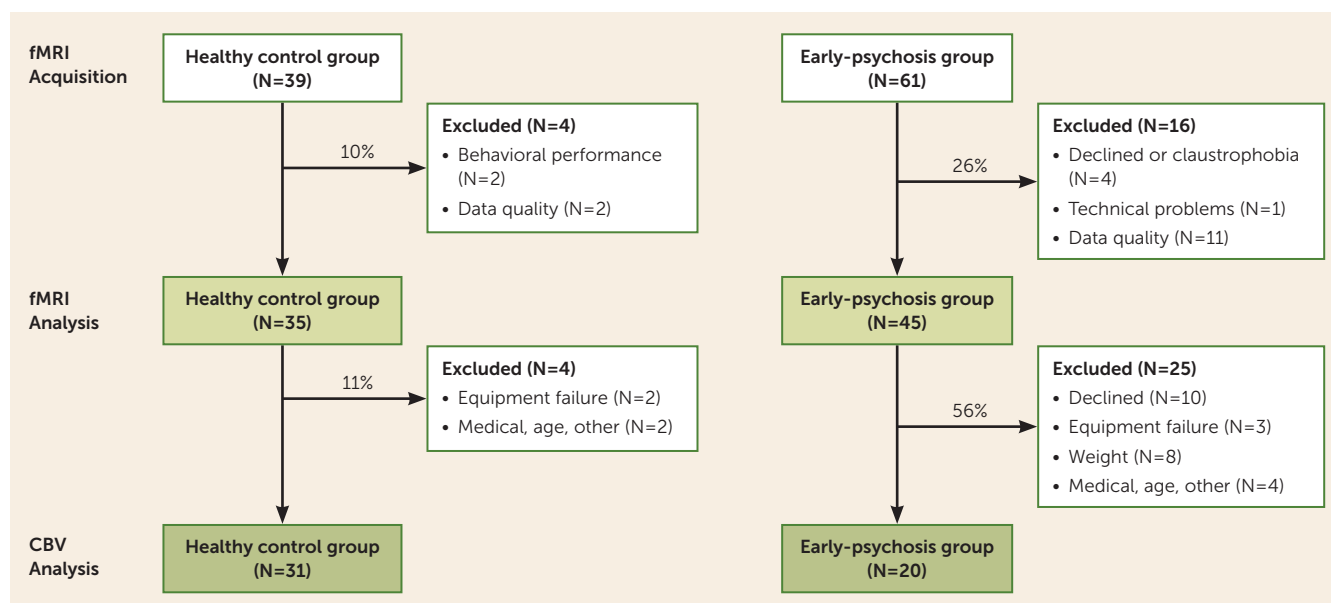 fMRI
Acquisition
Healthy control group
(N=39)
Early-psychosis group
(N=61)
10%
Excluded (N=4)
• Behavioral performance
(N=2)
• Data quality (N=2)
26%
Excluded (N=16)
• Declined or claustrophobia
(N=4)
• Technical problems (N=1)
• Data quality (N=11)
fMRI
Analysis
Healthy control group
(N=35)
Early-psychosis group
(N=45)
11%
Excluded (N=4)
• Equipment failure (N=2)
• Medical, age, other (N=2)
56%
Excluded (N=25)
• Declined (N=10)
• Equipment failure (N=3)
• Weight (N=8)
• Medical, age, other (N=4)
CBV
Analysis
Healthy control group
(N=31)
Early-psychosis group
(N=20)